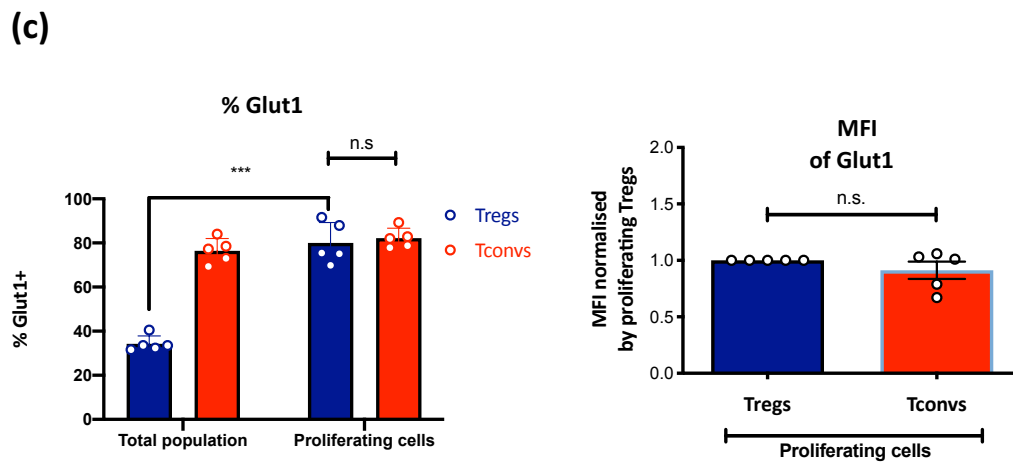 (c)
% Glut1
n.s
***
% Glut1+
100
80
60
40
20
0
Tregs
Tconvs
Total population
Proliferating cells
MFI
of Glut1
n.s.
MFI normalised
by proliferating Tregs
2.0
1.5
1.0
0.5
0.0
Tregs
Tconvs
Proliferating cells